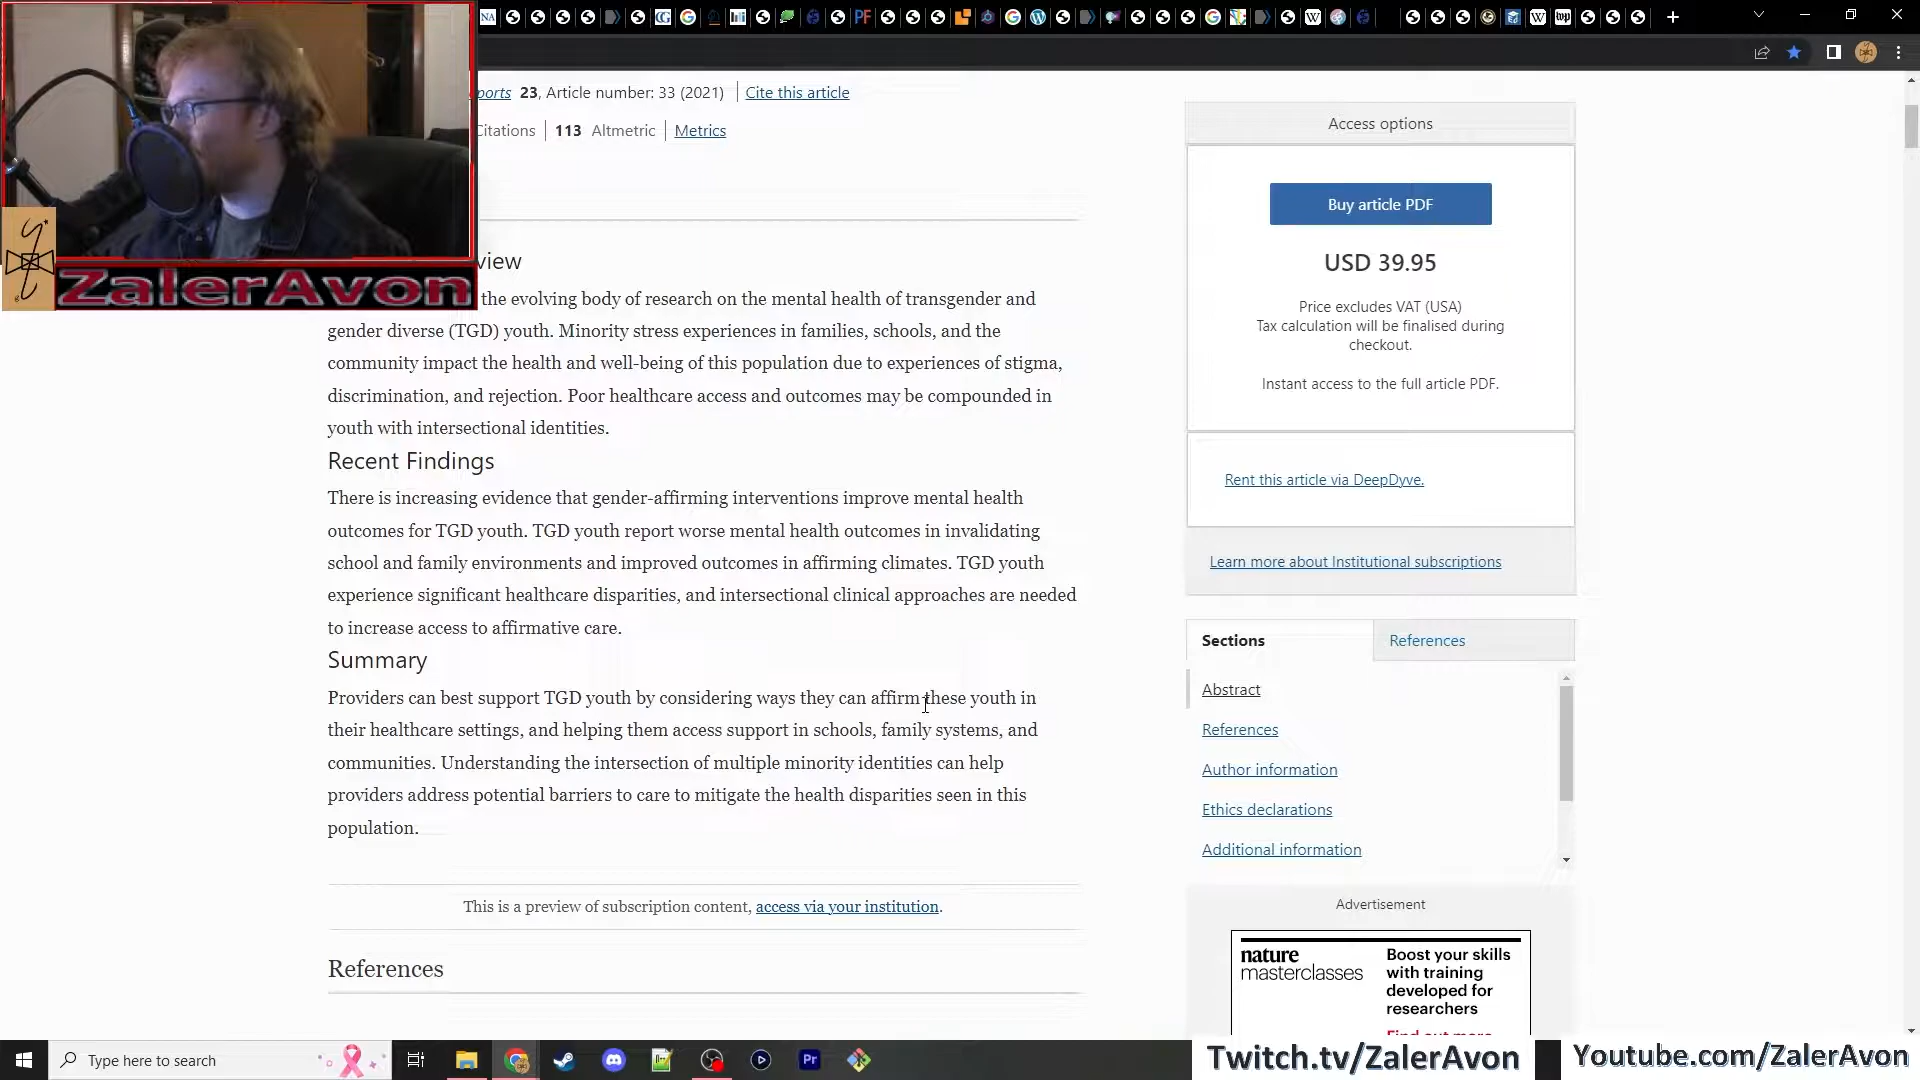 ports 23, Article number: 33 (2021) | Cite this article
Citations | 113 Altmetric | Metrics
ZalerAvon
view
the evolving body of research on the mental health of transgender and
gender diverse (TGD) youth. Minority stress experiences in families, schools, and the
community impact the health and well-being of this population due to experiences of stigma,
discrimination, and rejection. Poor healthcare access and outcomes may be compounded in
youth with intersectional identities.
Recent Findings
There is increasing evidence that gender-affirming interventions improve mental health
outcomes for TGD youth. TGD youth report worse mental health outcomes in invalidating
school and family environments and improved outcomes in affirming climates. TGD youth
experience significant healthcare disparities, and intersectional clinical approaches are needed
to increase access to affirmative care.
Summary
Providers can best support TGD youth by considering ways they can affirm these youth in
their healthcare settings, and helping them access support in schools, family systems, and
communities. Understanding the intersection of multiple minority identities can help
providers address potential barriers to care to mitigate the health disparities seen in this
population.
This is a preview of subscription content, access via your institution.
References
Access options
Buy article PDF
USD 39.95
Price excludes VAT (USA)
Tax calculation will be finalised during
checkout.
Instant access to the full article PDF.
Rent this article via DeepDyve.
Learn more about Institutional subscriptions
Sections
References
Abstract
References
Author information
Ethics declarations
Additional information
Advertisement
nature
masterclasses
Boost your skills
with training
developed for
researchers
Type here to search
Twitch.tv/ZalerAvon
Youtube.com/ZalerAvon